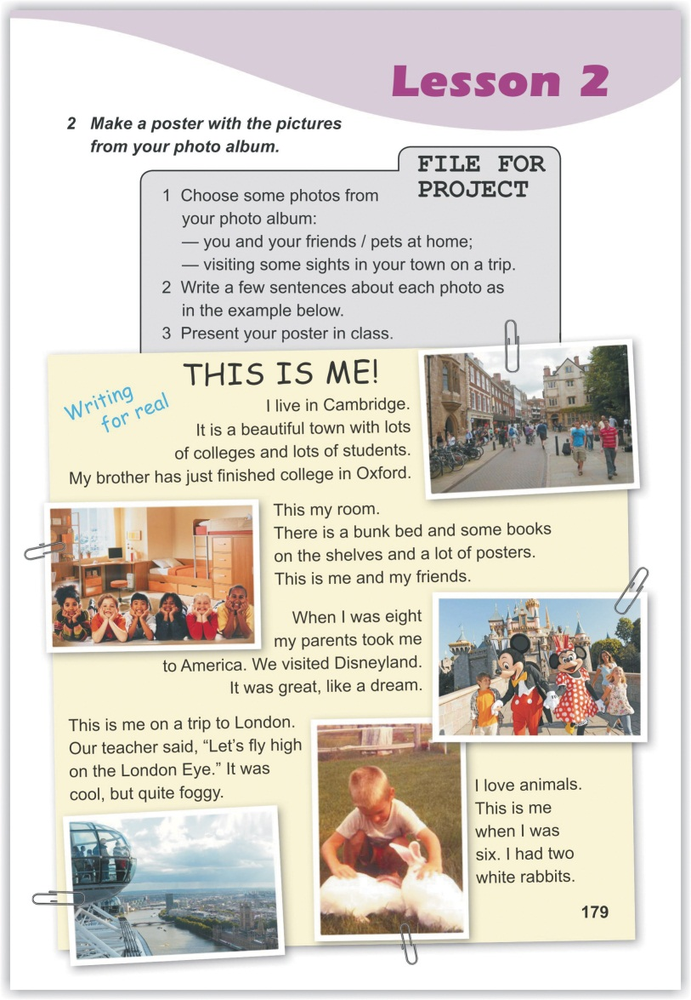 Lesson 2
2 Make a poster with the pictures
from your photo album.
FILE FOR
PROJECT
1 Choose some photos from
your photo album:
— you and your friends / pets at home;
— visiting some sights in your town on a trip.
2 Write a few sentences about each photo as
in the example below.
3 Present your poster in class.
Writing
for real
THIS IS ME!
I live in Cambridge.
It is a beautiful town with lots
of colleges and lots of students.
My brother has just finished college in Oxford.
This my room.
There is a bunk bed and some books
on the shelves and a lot of posters.
This is me and my friends.
When I was eight
my parents took me
to America. We visited Disneyland.
It was great, like a dream.
This is me on a trip to London.
Our teacher said, “Let’s fly high
on the London Eye.” It was
cool, but quite foggy.
I love animals.
This is me
when I was
six. I had two
white rabbits.
179